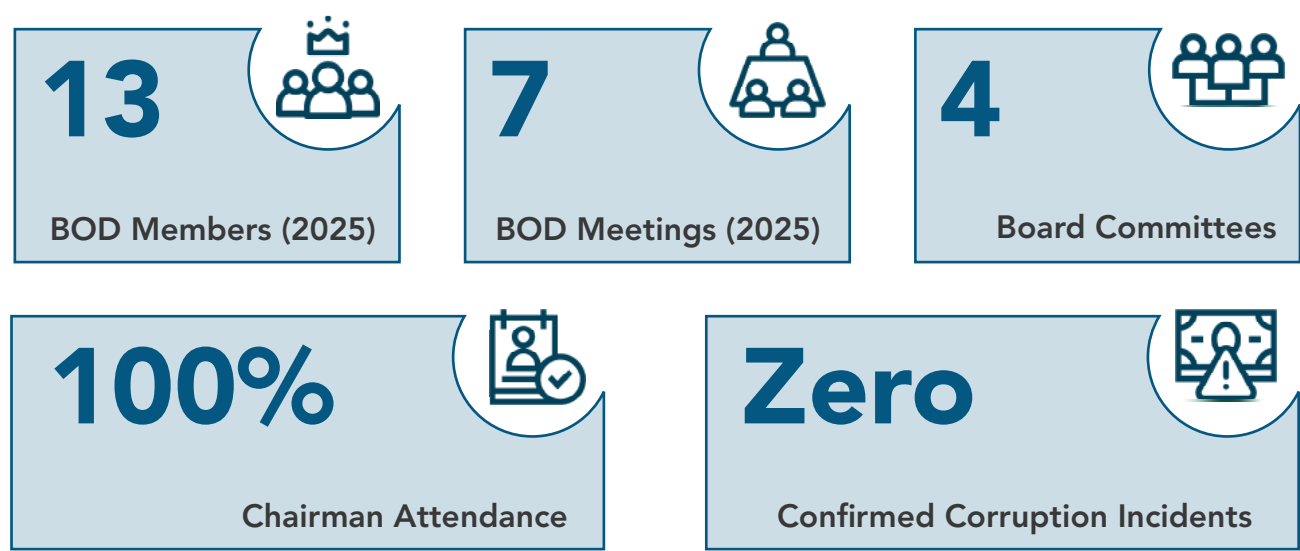 13
BOD Members (2025)
7
BOD Meetings (2025)
4
Board Committees
100%
Chairman Attendance
Zero
Confirmed Corruption Incidents